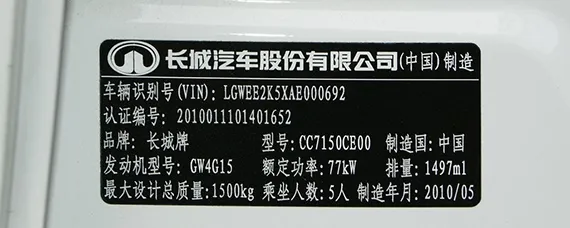 长城汽车股份有限公司(中国)制造
车辆识别号(VIN): LGWEE2K5XAE000692
认证编号: 2010011101401652
品牌: 长城牌 型号: CC7150CE00 制造国: 中国
发动机型号: GW4G15 额定功率: 77kW 排量: 1497ml
最大设计总质量: 1500kg 乘坐人数: 5人 制造年月: 2010/05